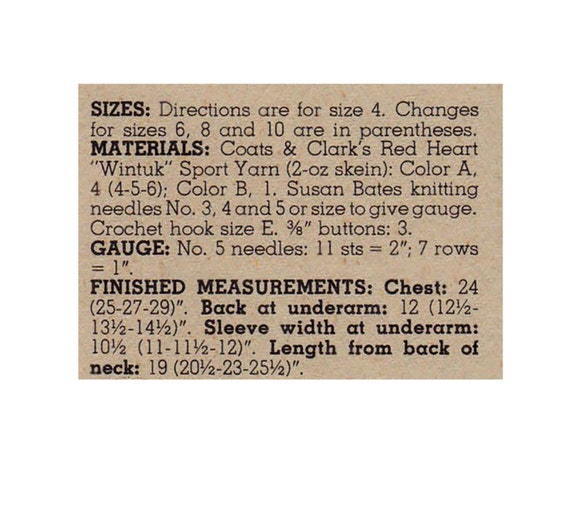 SIZES: Directions are for size 4. Changes
for sizes 6, 8 and 10 are in parentheses.
MATERIALS: Coats & Clark's Red Heart
"Wintuk" Sport Yarn (2-oz skein): Color A,
4 (4-5-6); Color B, 1. Susan Bates knitting
needles No. 3, 4 and 5 or size to give gauge.
Crochet hook size E. ⅜" buttons: 3.
GAUGE: No. 5 needles: 11 sts = 2"; 7 rows
= 1".
FINISHED MEASUREMENTS: Chest: 24
(25-27-29)". Back at underarm: 12 (12½-
13½-14½)". Sleeve width at underarm:
10½ (11-11½-12)". Length from back of
neck: 19 (20½-23-25½)".